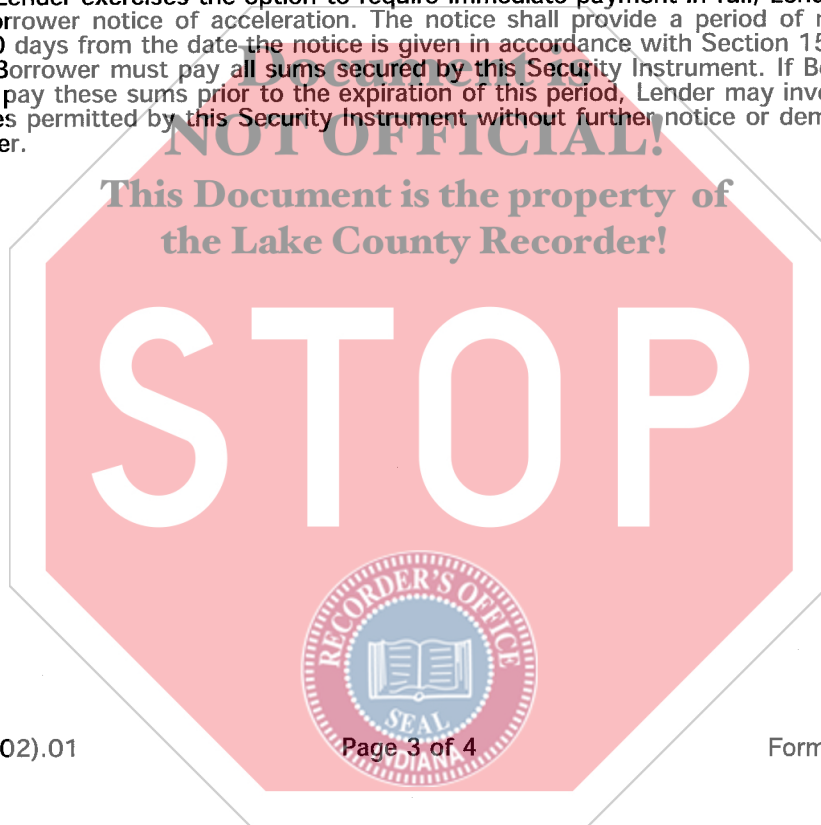 Lender exercises the option to require immediate payment in full, Lend
orrower notice of acceleration. The notice shall provide a period of
0 days from the date the notice is given in accordance with Section 15
Borrower must pay all sums secured by this Security Instrument. If B
pay these sums prior to the expiration of this period, Lender may inv
es permitted by this Security Instrument without further notice or dem
er.
Document is
NOT OFFICIAL!
This Document is the property of
the Lake County Recorder!
STOP
RECORDER'S OFFICE
SEAL
INDIANA
02).01
Page 3 of 4
Form